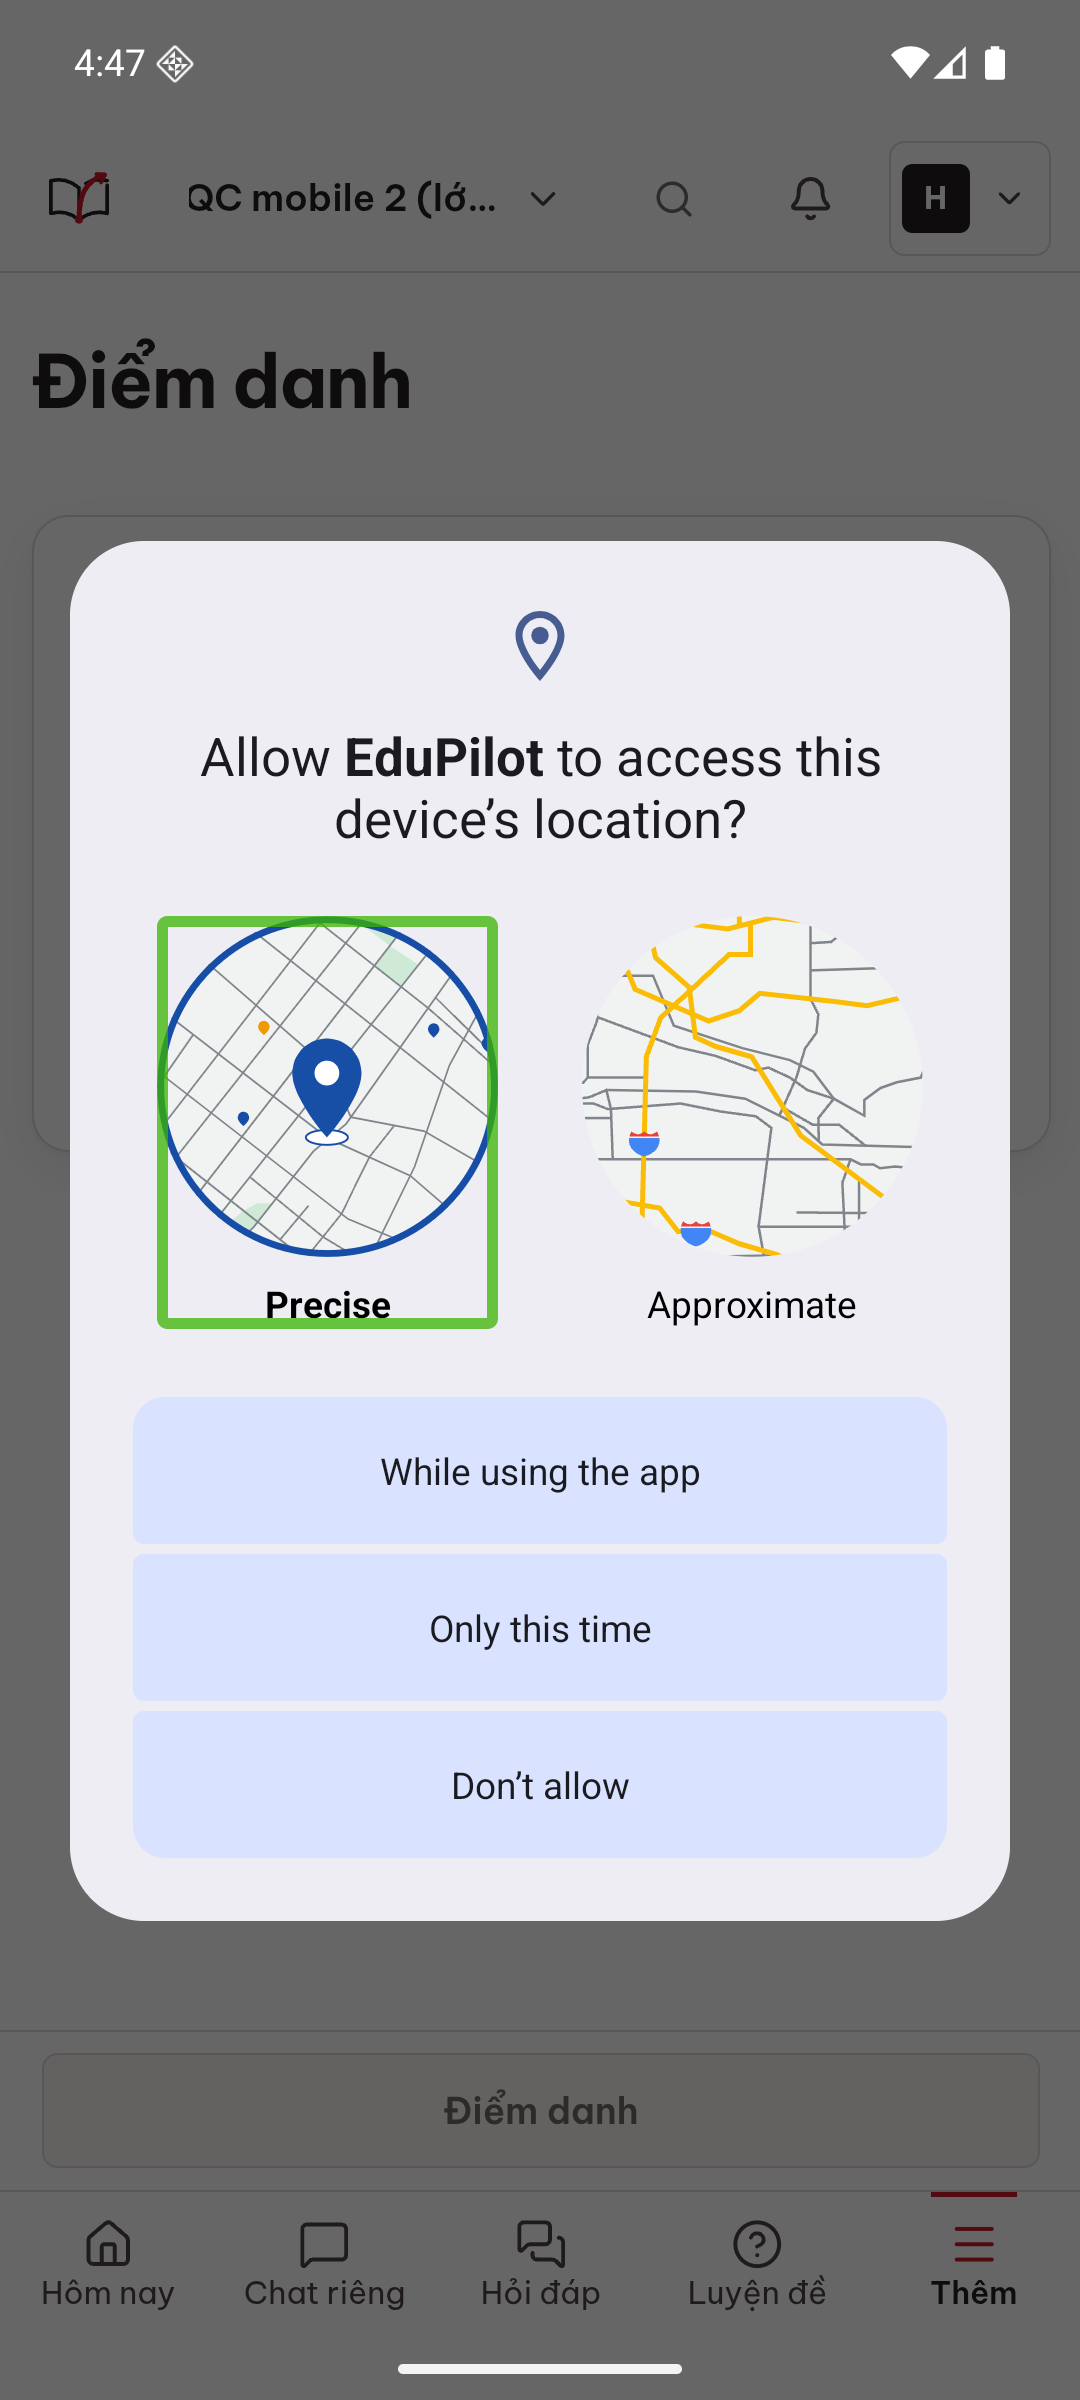 4:47
QC mobile 2 (lớ...
H
Điểm danh
Allow EduPilot to access this
device’s location?
Precise
Approximate
While using the app
Only this time
Don’t allow
Điểm danh
Hôm nay
Chat riêng
Hỏi đáp
Luyện đề
Thêm